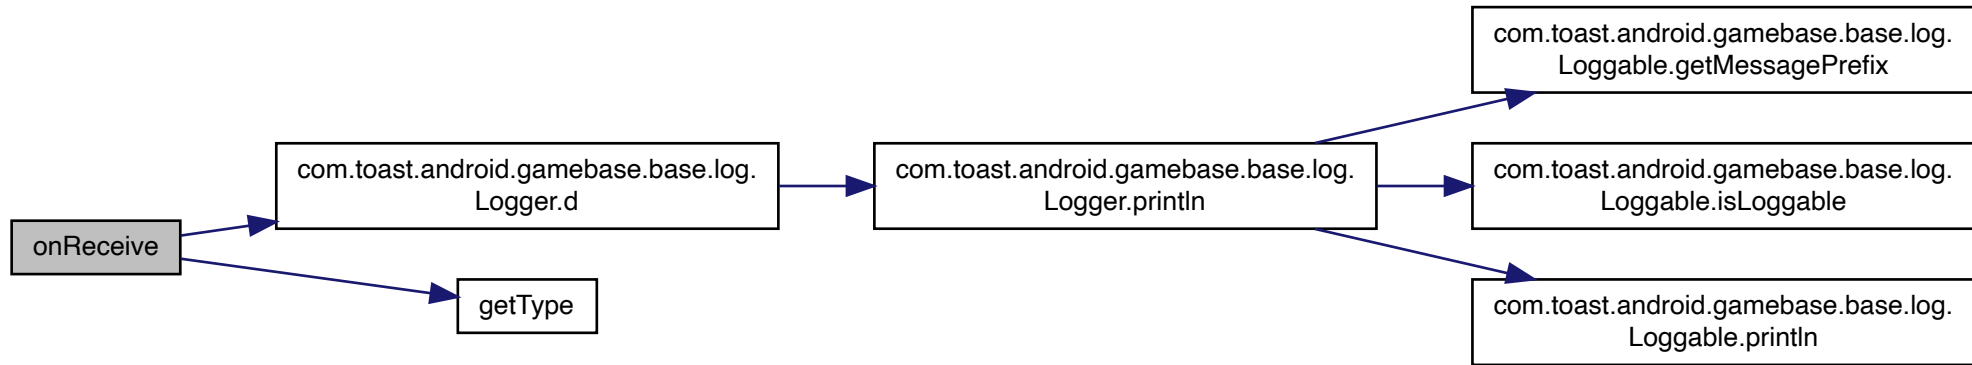 com.toast.android.gamebase.base.log.
Loggable.getMessagePrefix
com.toast.android.gamebase.base.log.
Logger.d
com.toast.android.gamebase.base.log.
Logger.println
com.toast.android.gamebase.base.log.
Loggable.isLoggable
onReceive
getType
com.toast.android.gamebase.base.log.
Loggable.println